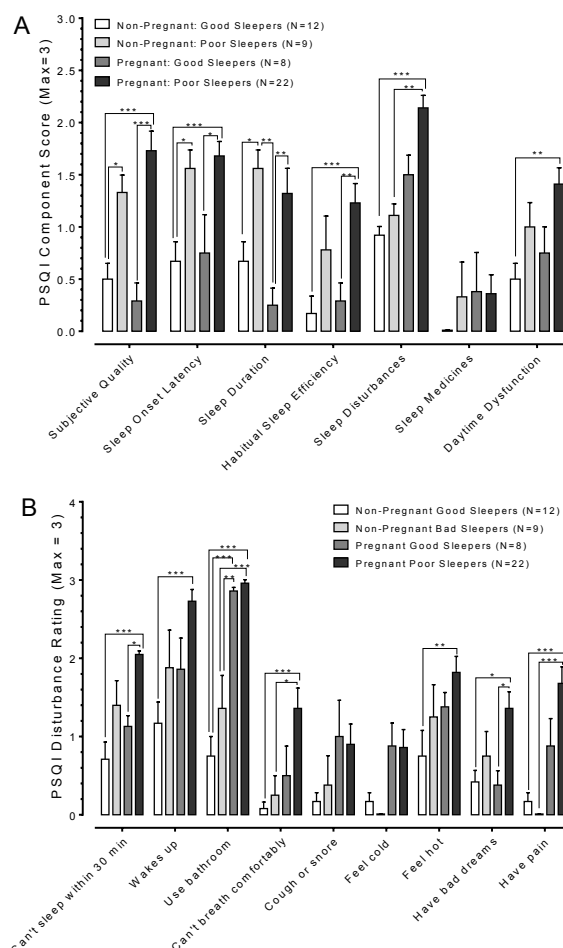 A
PSQI Component Score (Max=3)
3.0
2.5
2.0
1.5
1.0
0.5
0.0
Non-Pregnant: Good Sleepers (N=12)
Non-Pregnant: Poor Sleepers (N=9)
Pregnant: Good Sleepers (N=8)
Pregnant: Poor Sleepers (N=22)
***
* ***
***
* *
* ** **
***
**
***
**
**
Subjective Quality
Sleep Onset Latency
Sleep Duration
Habitual Sleep Efficiency
Sleep Disturbances
Sleep Medicines
Daytime Dysfunction
B
PSQI Disturbance Rating (Max = 3)
4
3
2
1
0
Non-Pregnant Good Sleepers (N=12)
Non-Pregnant Bad Sleepers (N=9)
Pregnant Good Sleepers (N=8)
Pregnant Poor Sleepers (N=22)
***
*
***
***
***
***
**
***
*
**
*
*
***
***
Can't sleep within 30 min
Wakes up
Use bathroom
Can't breath comfortably
Cough or snore
Feel cold
Feel hot
Have bad dreams
Have pain